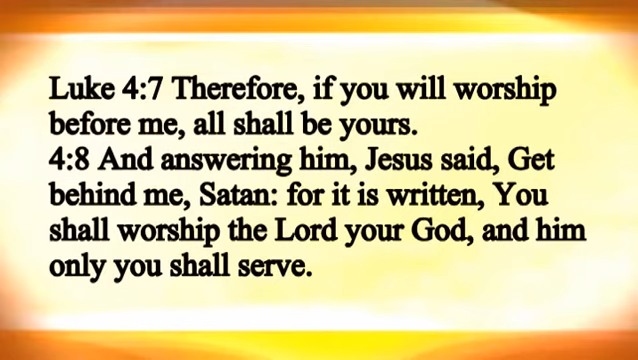 Luke 4:7 Therefore, if you will worship
before me, all shall be yours.
4:8 And answering him, Jesus said, Get
behind me, Satan: for it is written, You
shall worship the Lord your God, and him
only you shall serve.